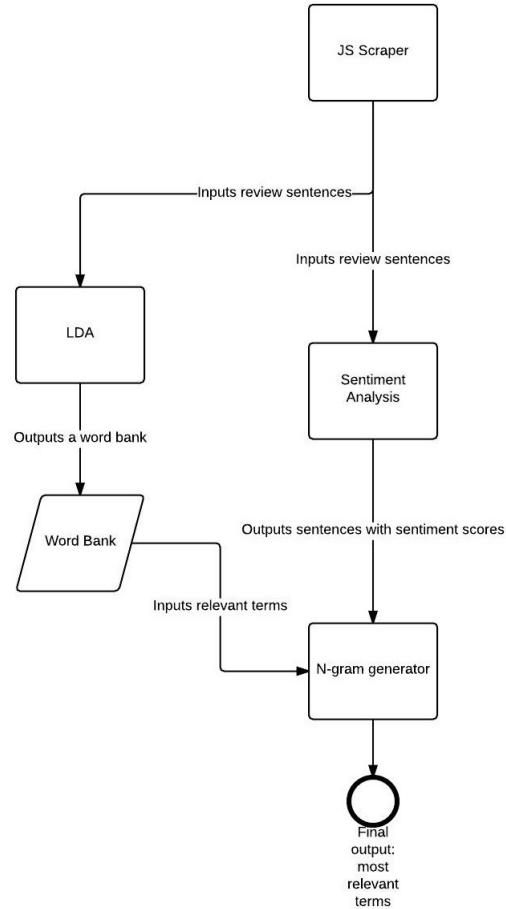 JS Scraper
Inputs review sentences
Inputs review sentences
LDA
Sentiment
Analysis
Outputs a word bank
Word Bank
Outputs sentences with sentiment scores
Inputs relevant terms
N-gram generator
Final
output:
most
relevant
terms